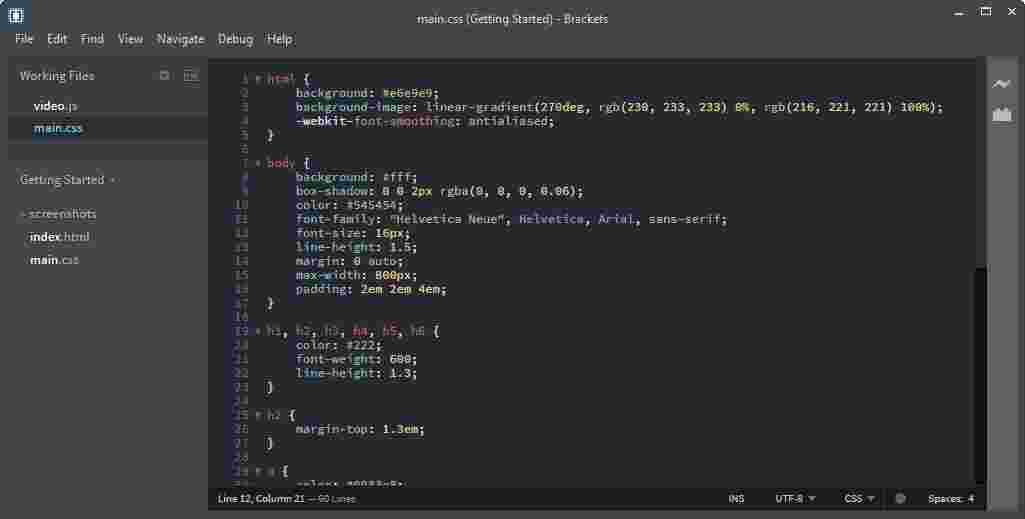 main.css (Getting Started) - Brackets
File Edit Find View Navigate Debug Help
Working Files
video.js
main.css
Getting Started
screenshots
index.html
main.css
1 html {
2 background: #e6e9e9;
3 background-image: linear-gradient(270deg, rgb(230, 233, 233) 0%, rgb(216, 221, 221) 100%);
4 -webkit-font-smoothing: antialiased;
5 }
6
7 body {
8 background: #fff;
9 box-shadow: 0 0 2px rgba(0, 0, 0, 0.06);
10 color: #545454;
11 font-family: "Helvetica Neue", Helvetica, Arial, sans-serif;
12 font-size: 16px;
13 line-height: 1.5;
14 margin: 0 auto;
15 max-width: 800px;
16 padding: 2em 2em 4em;
17 }
18
19 h1, h2, h3, h4, h5, h6 {
20 color: #222;
21 font-weight: 600;
22 line-height: 1.3;
23 }
24
25 h2 {
26 margin-top: 1.3em;
27 }
28
29 a {
Line 12, Column 21 — 60 Lines INS UTF-8 CSS Spaces: 4